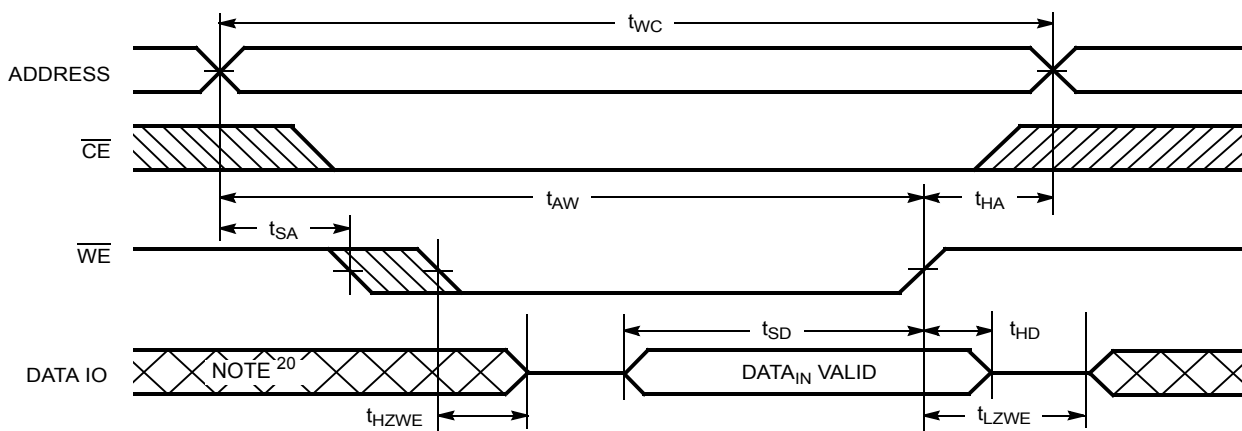 tWC
ADDRESS
CE
tAW
tHA
tSA
WE
tSD
tHD
DATA IO
NOTE 20
DATAIN VALID
tHZWE
tLZWE